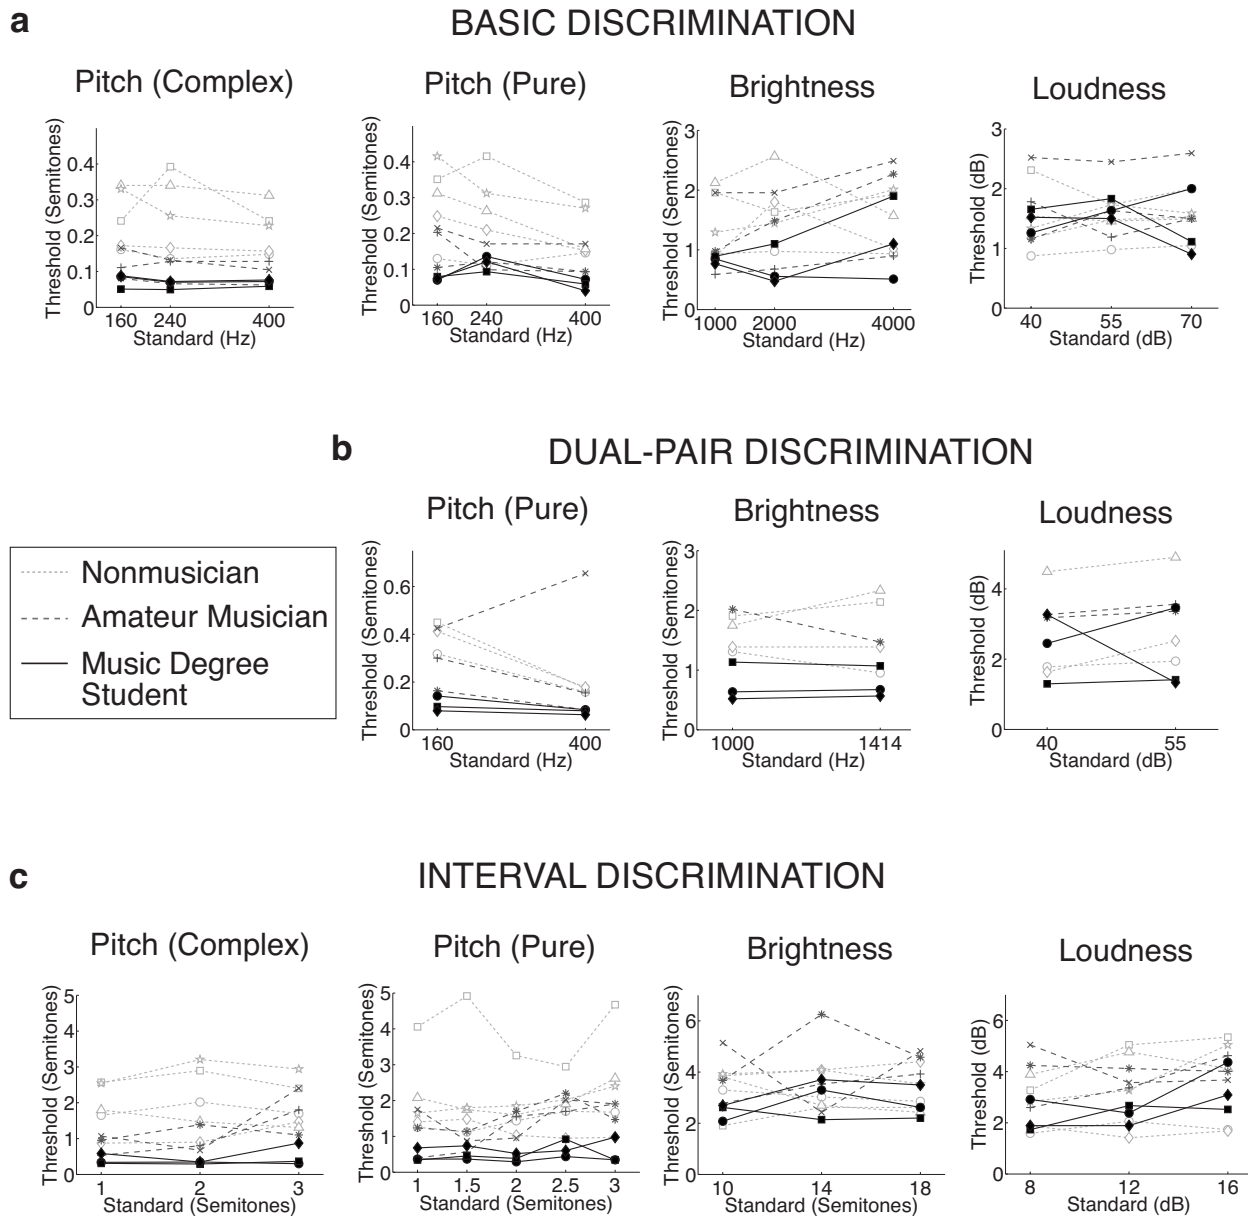 a
BASIC DISCRIMINATION
Pitch (Complex)
Threshold (Semitones)
0.4
0.3
0.2
0.1
0
160 240 400
Standard (Hz)
Pitch (Pure)
Threshold (Semitones)
0.4
0.3
0.2
0.1
0
160 240 400
Standard (Hz)
Brightness
Threshold (Semitones)
3
2
1
0
1000 2000 4000
Standard (Hz)
Loudness
Threshold (dB)
3
2
1
0
40 55 70
Standard (dB)
b
DUAL-PAIR DISCRIMINATION
Nonmusician
Amateur Musician
Music Degree
Student
Pitch (Pure)
Threshold (Semitones)
0.6
0.4
0.2
0
160 400
Standard (Hz)
Brightness
Threshold (Semitones)
3
2
1
0
1000 1414
Standard (Hz)
Loudness
Threshold (dB)
4
2
0
40 55
Standard (dB)
c
INTERVAL DISCRIMINATION
Pitch (Complex)
Threshold (Semitones)
5
4
3
2
1
0
1 2 3
Standard (Semitones)
Pitch (Pure)
Threshold (Semitones)
5
4
3
2
1
0
1 1.5 2 2.5 3
Standard (Semitones)
Brightness
Threshold (Semitones)
6
4
2
0
10 14 18
Standard (Semitones)
Loudness
Threshold (dB)
6
4
2
0
8 12 16
Standard (dB)